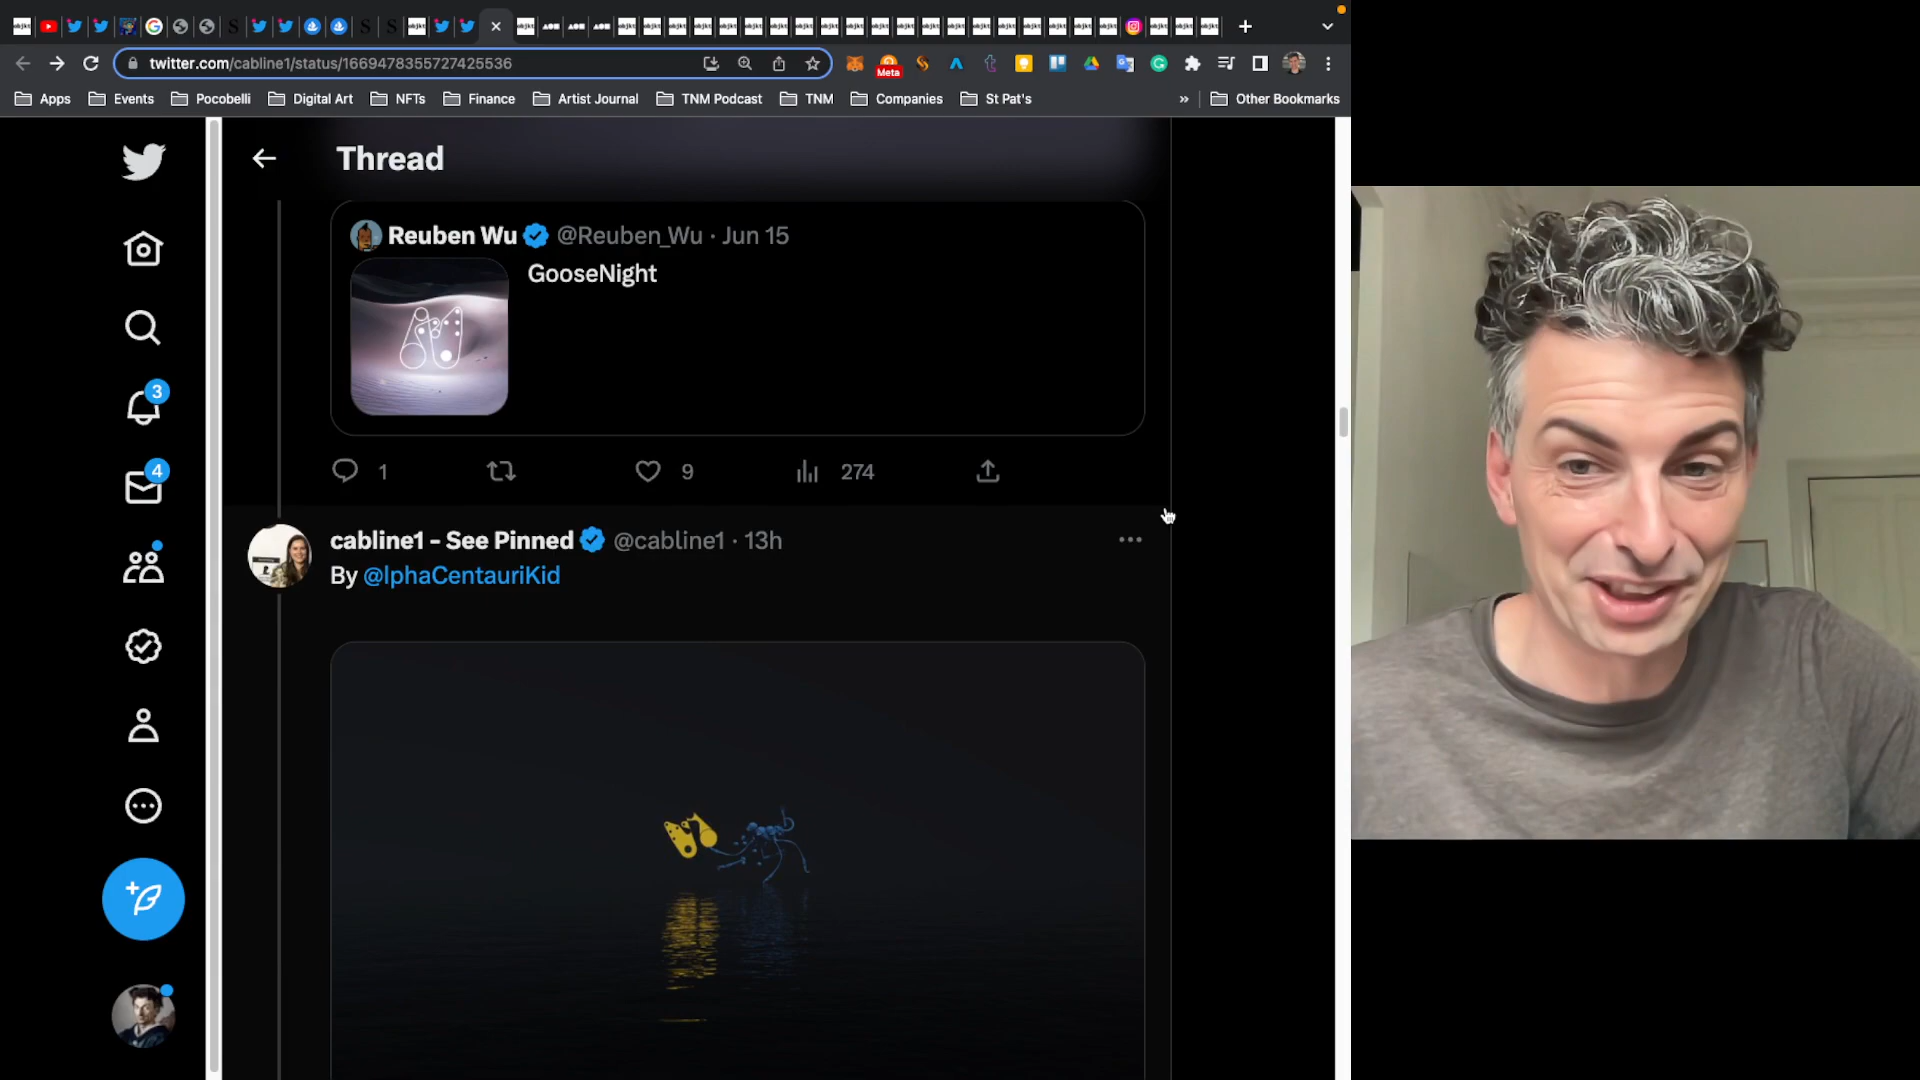 twitter.com/cabline1/status/1669478355727425536
Meta
Apps
Events
Pocobelli
Digital Art
NFTs
Finance
Artist Journal
TNM Podcast
TNM
Companies
St Pat's
»
Other Bookmarks
Thread
Reuben Wu @Reuben_Wu · Jun 15
GooseNight
3
1
9
274
4
cabline1 - See Pinned @cabline1 · 13h
By @lphaCentauriKid